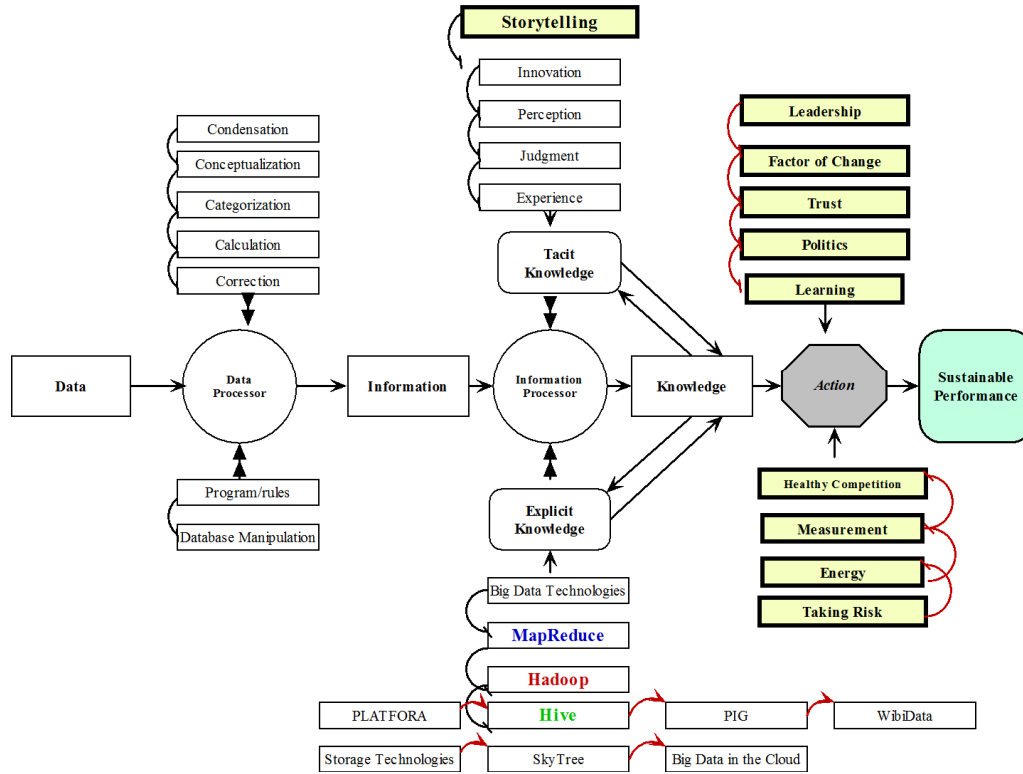 Storytelling
Innovation
Perception
Judgment
Experience
Condensation
Conceptualization
Categorization
Calculation
Correction
Leadership
Factor of Change
Trust
Politics
Learning
Tacit
Knowledge
Data
Data
Processor
Information
Information
Processor
Knowledge
Action
Sustainable
Performance
Program/rules
Database Manipulation
Explicit
Knowledge
Healthy Competition
Measurement
Energy
Taking Risk
Big Data Technologies
MapReduce
Hadoop
PLATFORA
Hive
PIG
WibiData
Storage Technologies
SkyTree
Big Data in the Cloud